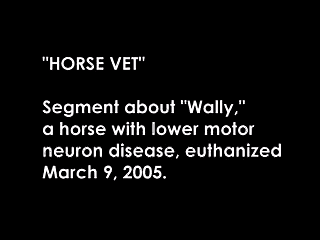 "HORSE VET"
Segment about "Wally,"
a horse with lower motor
neuron disease, euthanized
March 9, 2005.